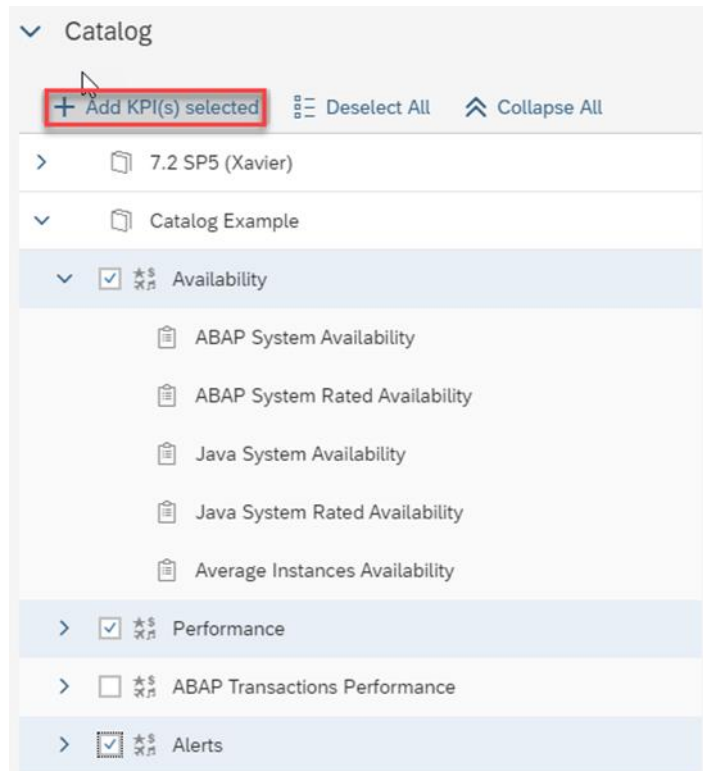 Catalog
Add KPI(s) selected Deselect All Collapse All
7.2 SP5 (Xavier)
Catalog Example
Availability
ABAP System Availability
ABAP System Rated Availability
Java System Availability
Java System Rated Availability
Average Instances Availability
Performance
ABAP Transactions Performance
Alerts